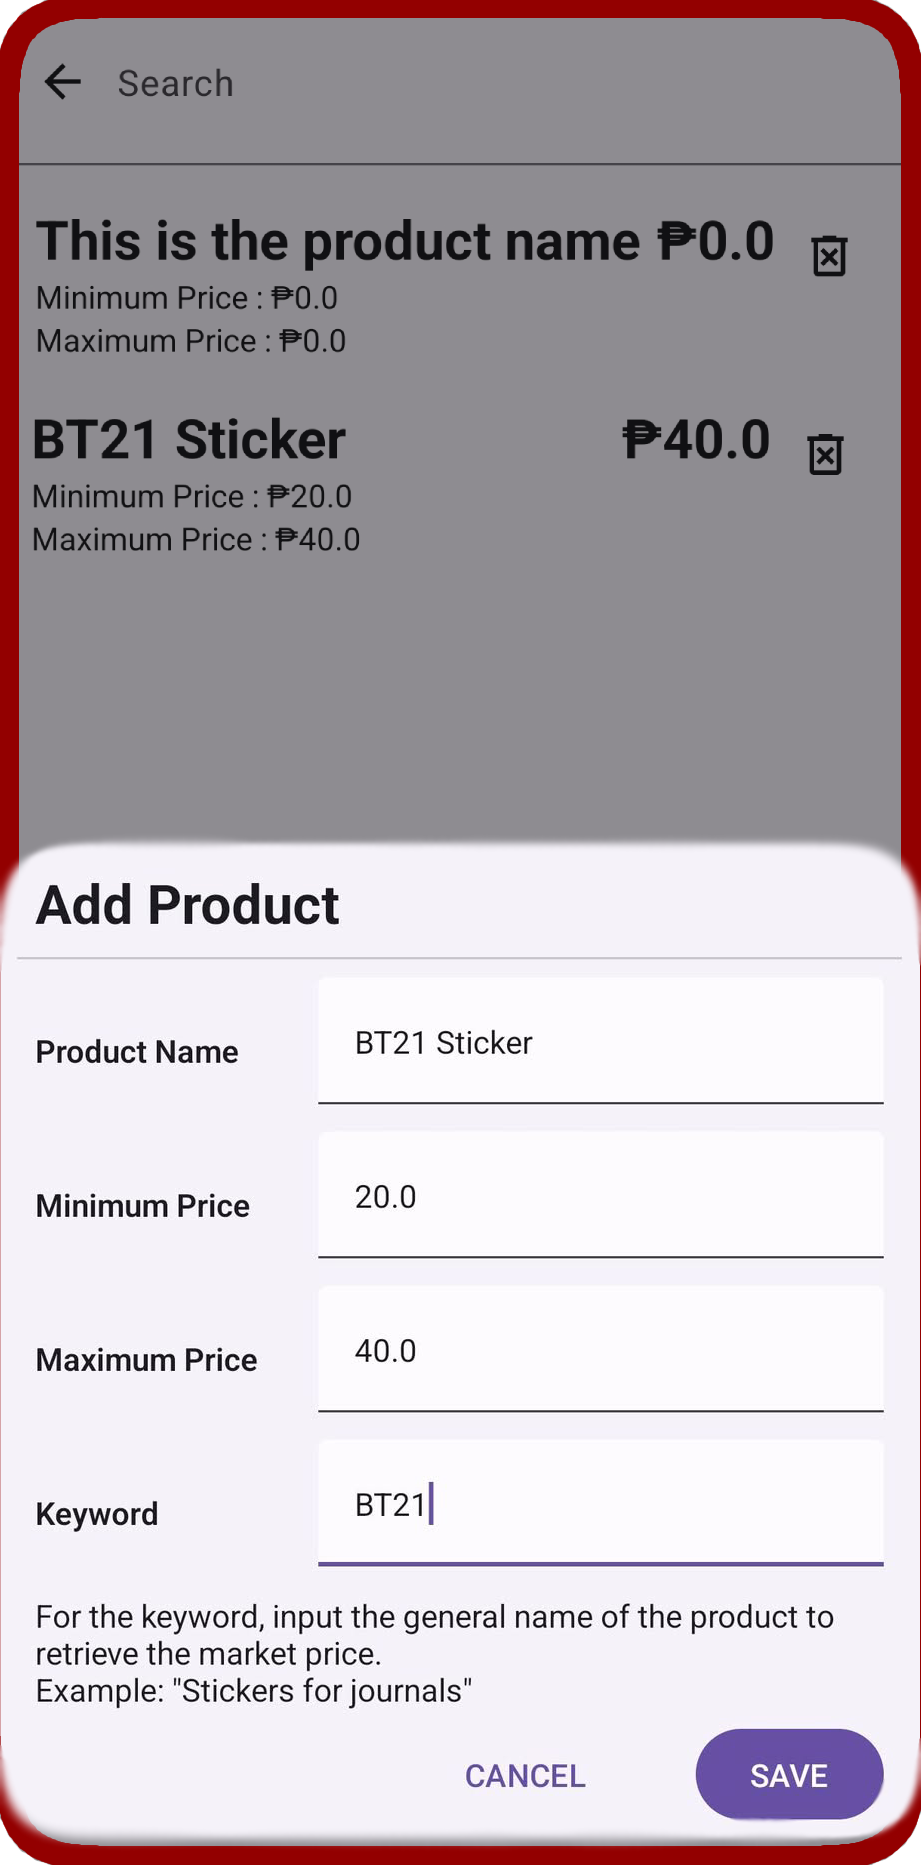 Search
This is the product name ₱0.0
Minimum Price : ₱0.0
Maximum Price : ₱0.0
BT21 Sticker ₱40.0
Minimum Price : ₱20.0
Maximum Price : ₱40.0
Add Product
Product Name BT21 Sticker
Minimum Price 20.0
Maximum Price 40.0
Keyword BT21
For the keyword, input the general name of the product to
retrieve the market price.
Example: "Stickers for journals"
CANCEL SAVE